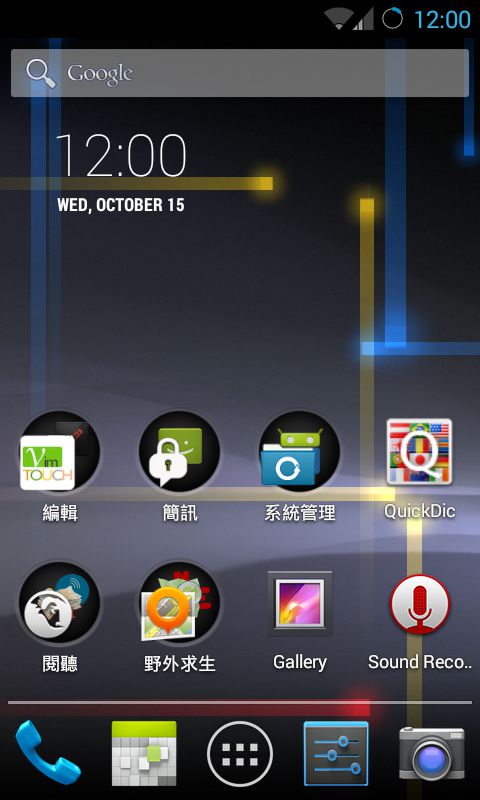 12:00
Google
12:00
WED, OCTOBER 15
Vim
TOUCH
編輯
簡訊
系統管理
QuickDic
閱聽
野外求生
Gallery
Sound Reco..